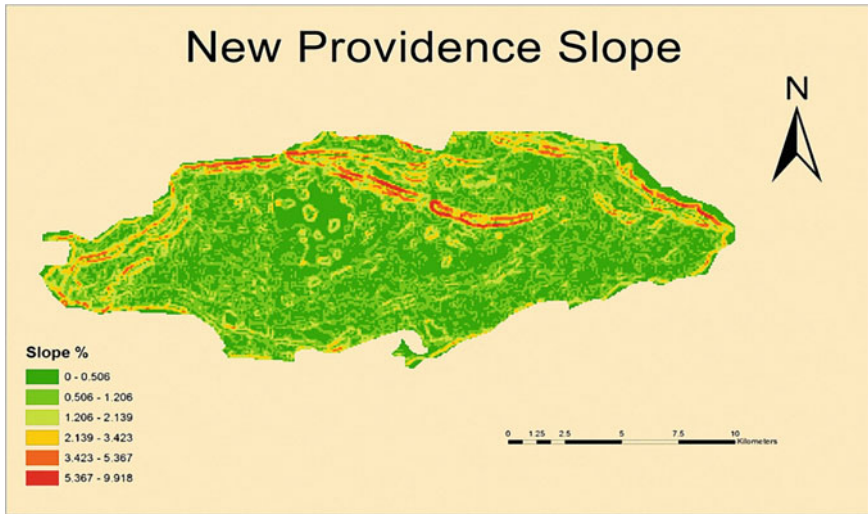 New Providence Slope
N
Slope %
0 - 0.506
0.506 - 1.206
1.206 - 2.139
2.139 - 3.423
3.423 - 5.367
5.367 - 9.918
0 1.25 2.5 5 7.5 10
Kilometers